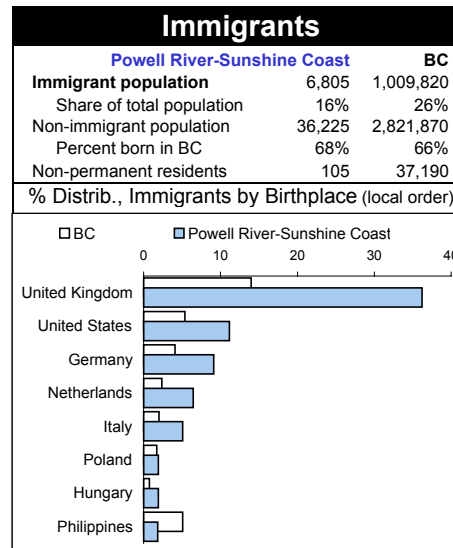 Immigrants
Powell River-Sunshine Coast BC
Immigrant population 6,805 1,009,820
Share of total population 16% 26%
Non-immigrant population 36,225 2,821,870
Percent born in BC 68% 66%
Non-permanent residents 105 37,190
% Distrib., Immigrants by Birthplace (local order)
BC Powell River-Sunshine Coast
0 10 20 30 40
United Kingdom
United States
Germany
Netherlands
Italy
Poland
Hungary
Philippines